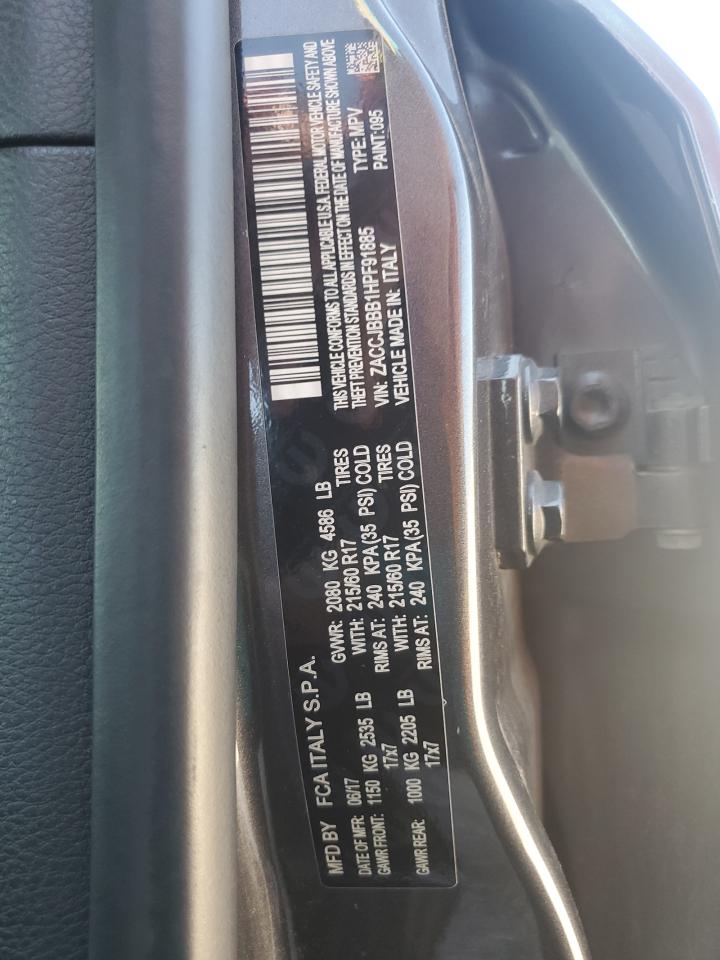 MFD BY FCA ITALY S.P.A.
DATE OF MFR: 06/17 GVWR: 2080 KG 4586 LB
GAWR FRONT: 1150 KG 2535 LB WITH: 215/60 R17 TIRES
17x7 RIMS AT: 240 KPA(35 PSI) COLD
GAWR REAR: 1000 KG 2205 LB WITH: 215/60 R17 TIRES
17x7 RIMS AT: 240 KPA(35 PSI) COLD
THIS VEHICLE CONFORMS TO ALL APPLICABLE U.S.A. FEDERAL MOTOR VEHICLE SAFETY AND
THEFT PREVENTION STANDARDS IN EFFECT ON THE DATE OF MANUFACTURE SHOWN ABOVE
VIN: ZACCJBBB1HPF91885 TYPE: MPV
VEHICLE MADE IN: ITALY PAINT:095